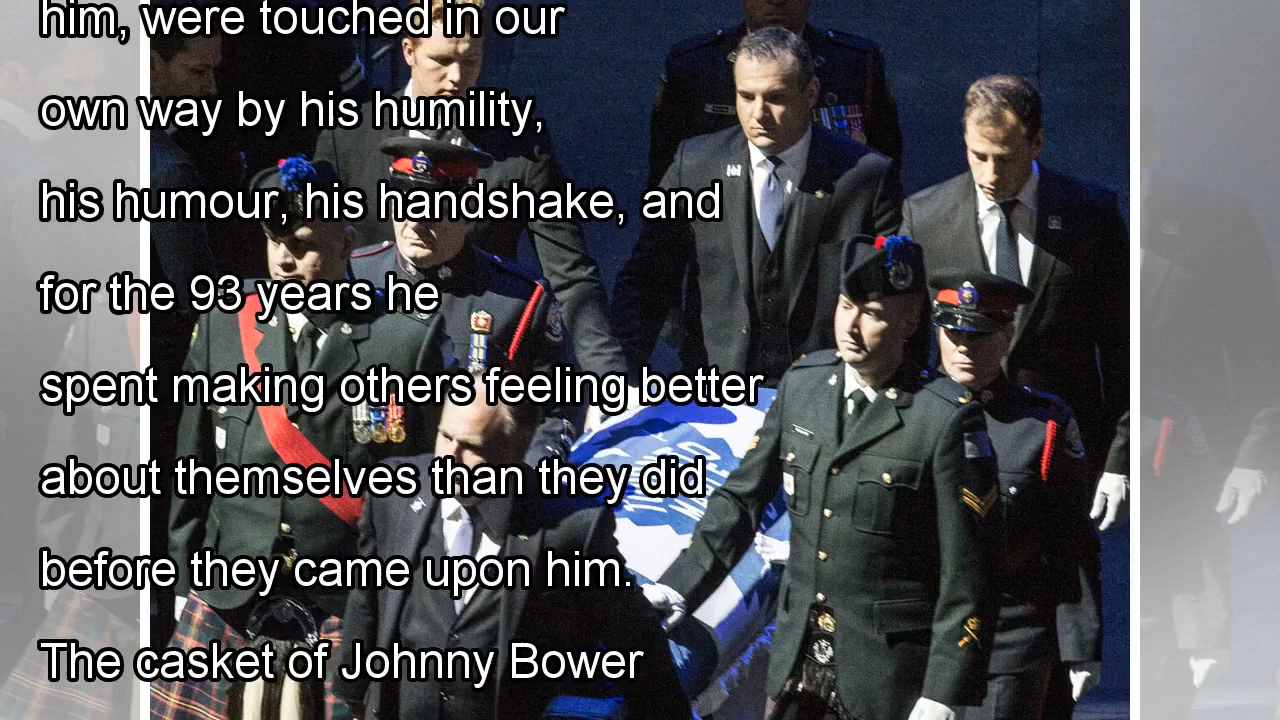 him, were touched in our
own way by his humility,
his humour, his handshake, and
for the 93 years he
spent making others feeling better
about themselves than they did
before they came upon him.
The casket of Johnny Bower